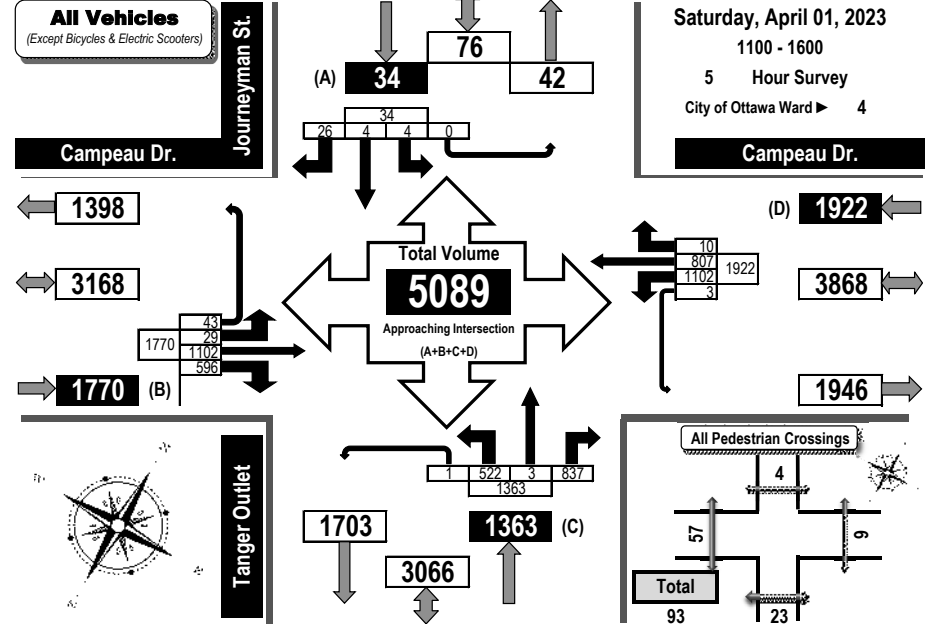 All Vehicles
(Except Bicycles & Electric Scooters)
Journeyman St.
Campeau Dr.
Saturday, April 01, 2023
1100 - 1600
5 Hour Survey
City of Ottawa Ward ► 4
Campeau Dr.
76
(A) 34 42
34
26 4 4 0
1398
(D) 1922
3168
10
807
1102
3
1922
3868
Total Volume
5089
Approaching Intersection
(A+B+C+D)
43
29
1102
596
1770
1770 (B)
1946
Tanger Outlet
1 522 3 837
1363
1703
1363 (C)
3066
All Pedestrian Crossings
4
57
9
Total
93
23